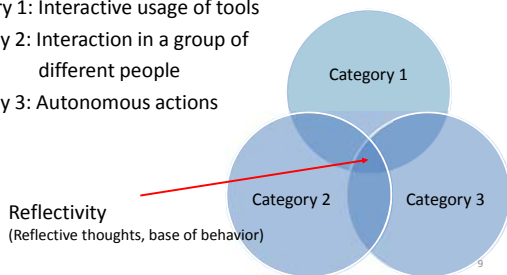 ry 1: Interactive usage of tools
y 2: Interaction in a group of
different people
y 3: Autonomous actions
Category 1
Category 2
Category 3
Reflectivity
(Reflective thoughts, base of behavior)
9